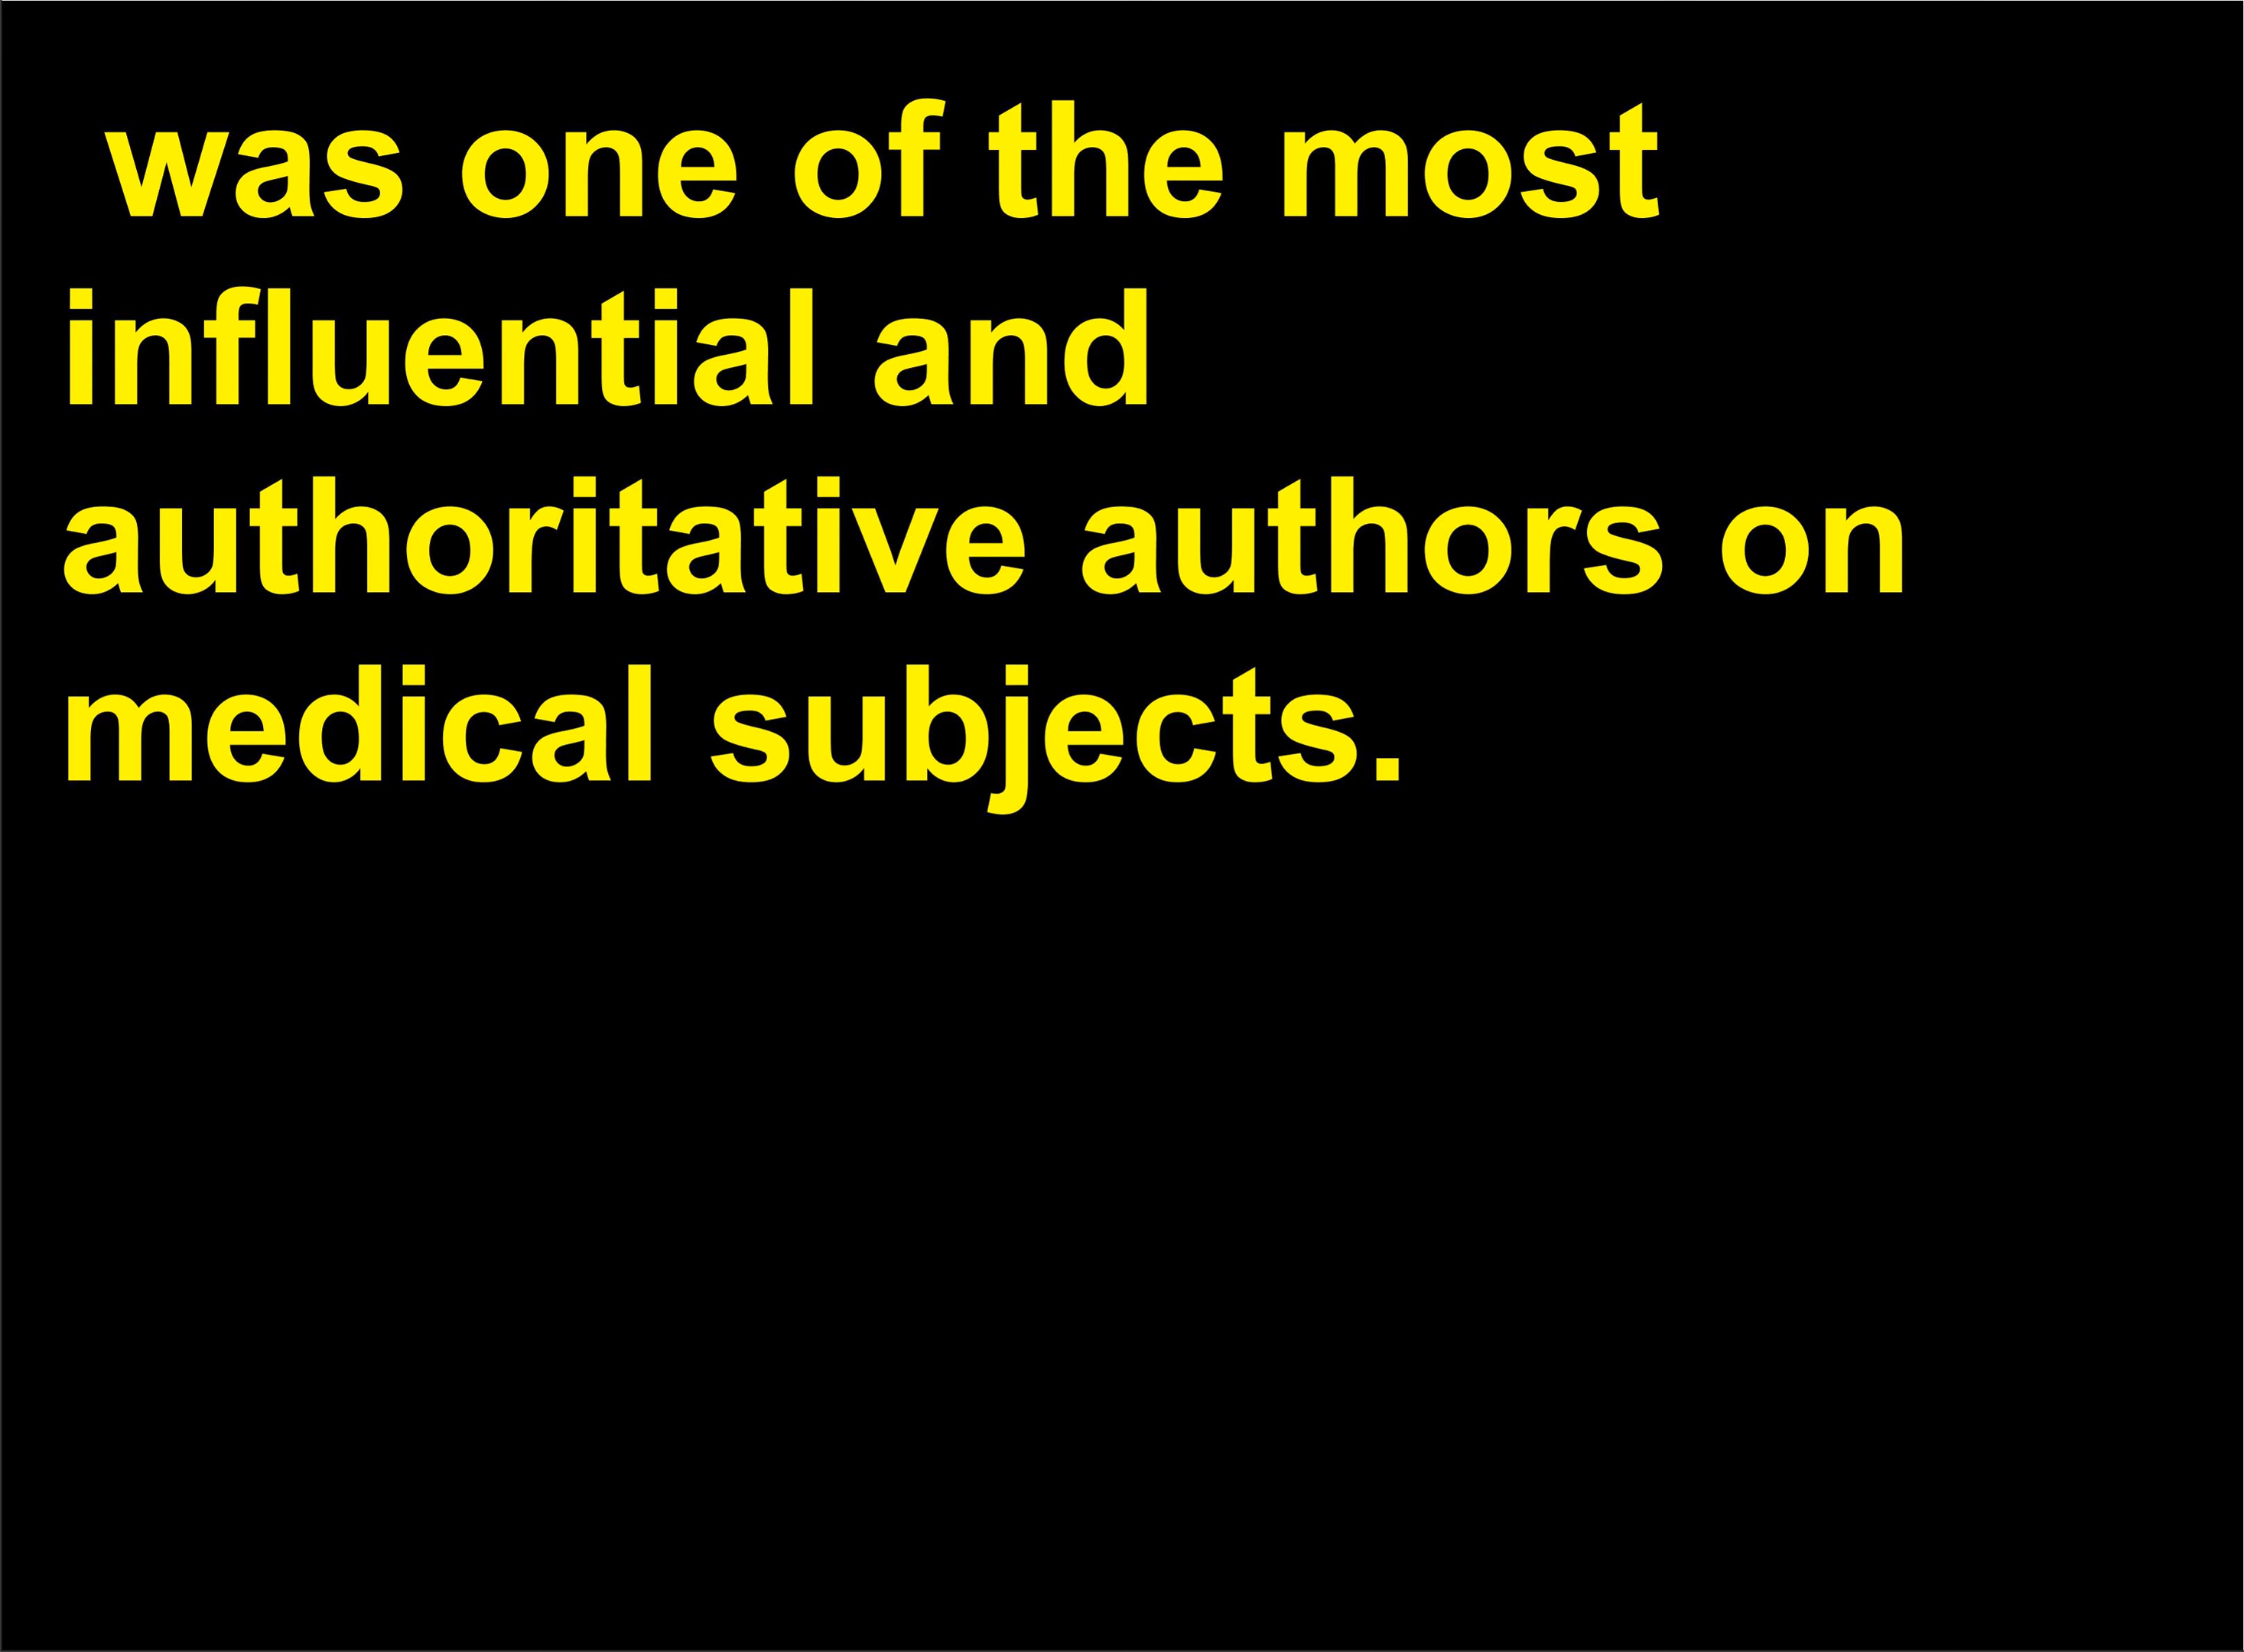 was one of the most
influential and
authoritative authors on
medical subjects.